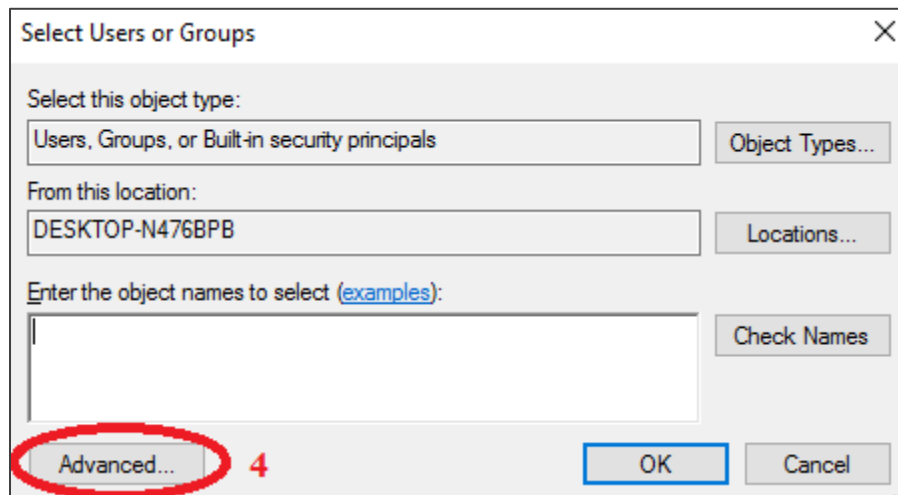 Select Users or Groups
Select this object type:
Users, Groups, or Built-in security principals
Object Types...
From this location:
DESKTOP-N476BPB
Locations...
Enter the object names to select (examples):
Check Names
Advanced... 4 OK Cancel